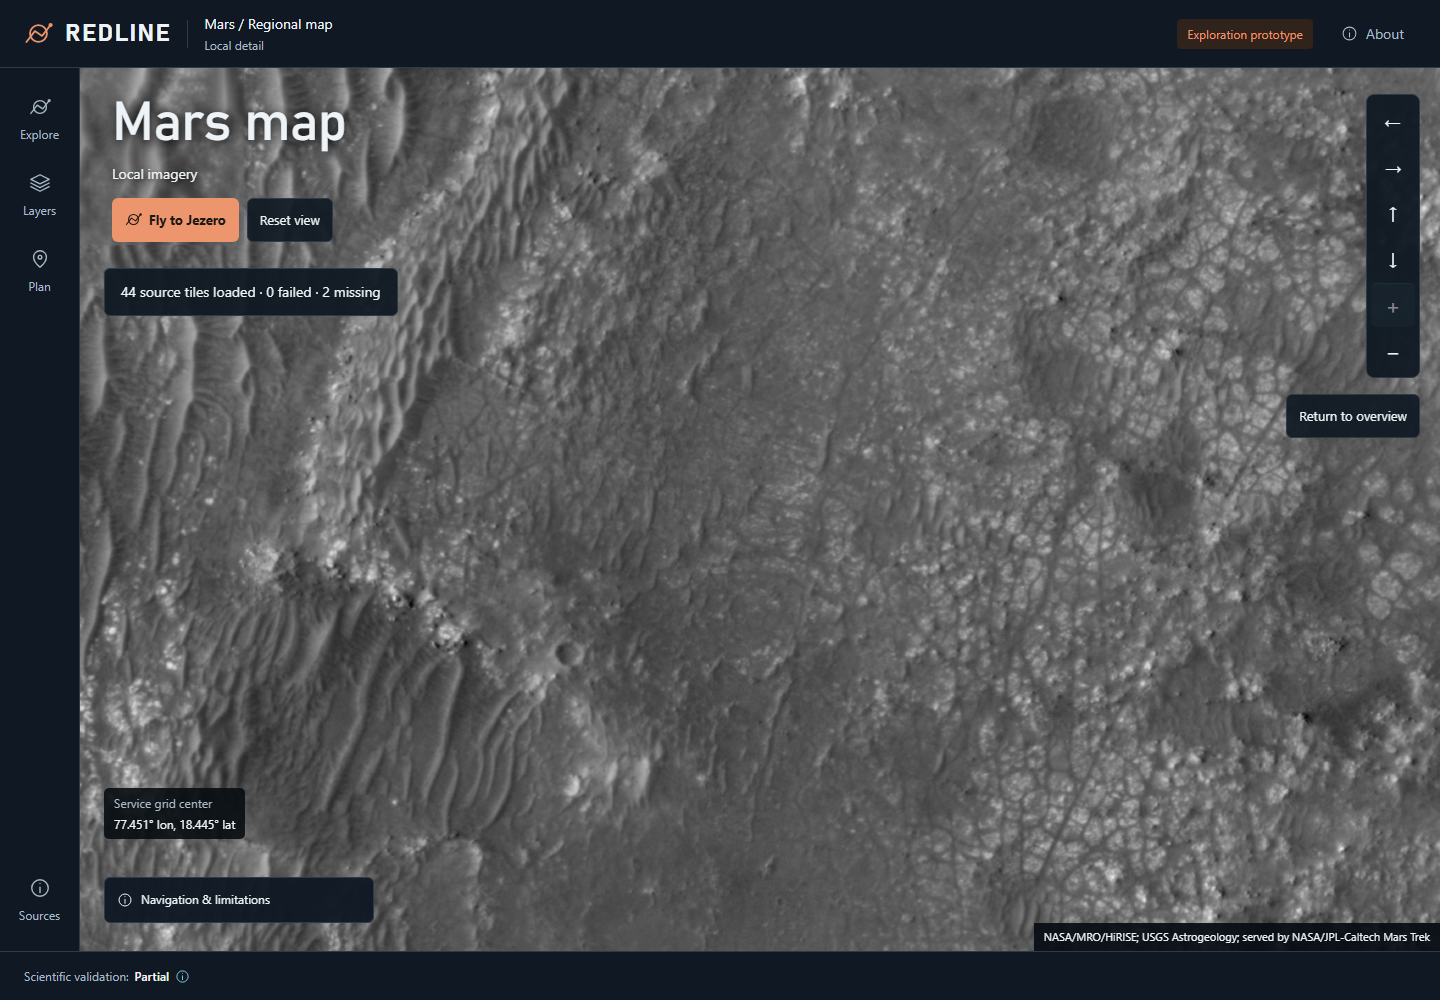 REDLINE
Mars / Regional map
Local detail
Exploration prototype
About
Explore
Layers
Plan
Sources
Mars map
Local imagery
Fly to Jezero
Reset view
44 source tiles loaded · 0 failed · 2 missing
←
→
↑
↓
+
−
Return to overview
Service grid center
77.451° lon, 18.445° lat
Navigation & limitations
NASA/MRO/HiRISE; USGS Astrogeology; served by NASA/JPL-Caltech Mars Trek
Scientific validation: Partial